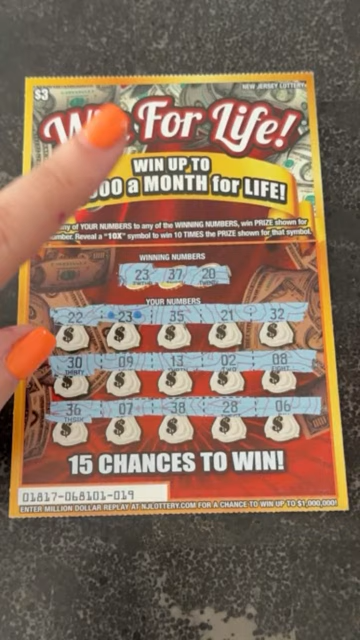 $3
NEW JERSEY LOTTERY
For Life!
WIN UP TO
000 a MONTH for LIFE!
any of YOUR NUMBERS to any of the WINNING NUMBERS, win PRIZE shown for
number. Reveal a "10X" symbol to win 10 TIMES the PRIZE shown for that symbol.
WINNING NUMBERS
23 37 20
YOUR NUMBERS
22 23 35 21 32
30 09 13 02 08
36 07 38 28 06
15 CHANCES TO WIN!
01817-068101-019
ENTER MILLION DOLLAR REPLAY AT NJLOTTERY.COM FOR A CHANCE TO WIN UP TO $1,000,000!